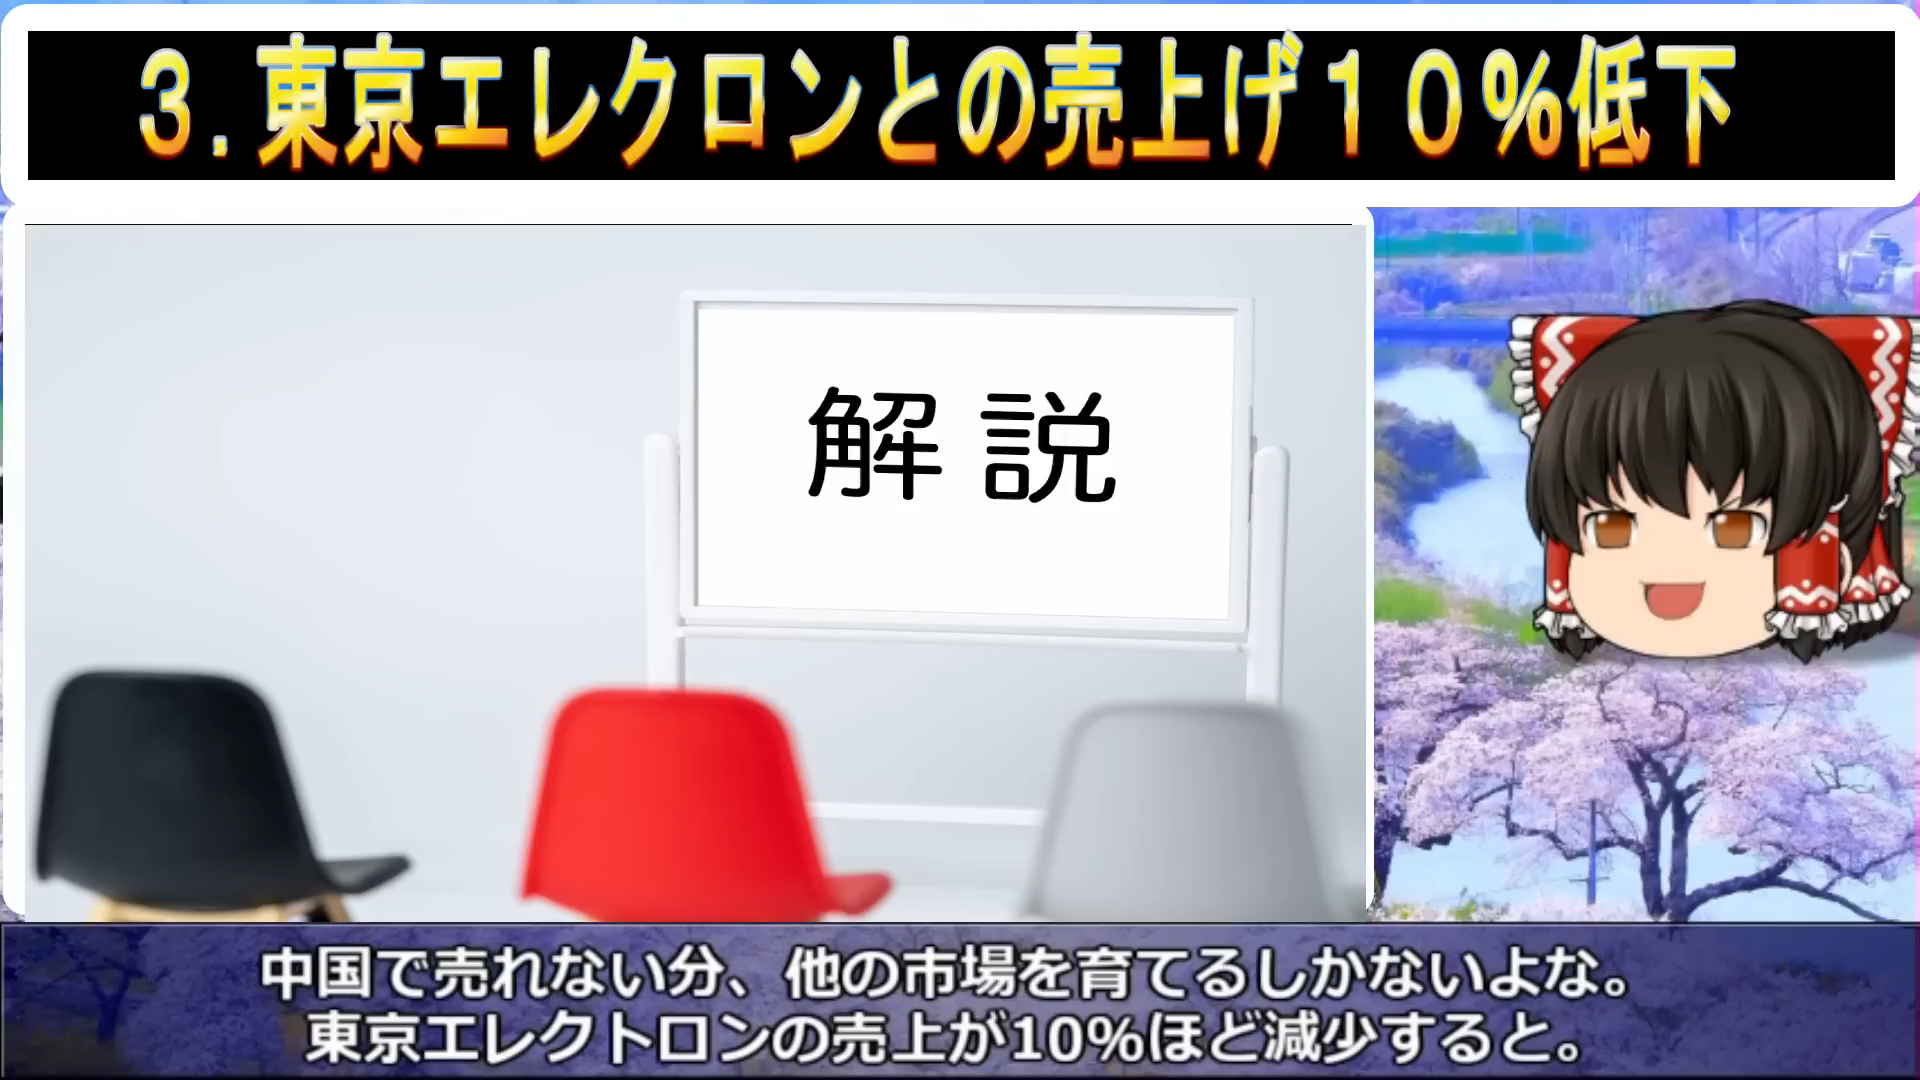 ３．東京エレクロンとの売上げ１０％低下
解説
中国で売れない分、他の市場を育てるしかないよな。
東京エレクトロンの売上が10%ほど減少すると。